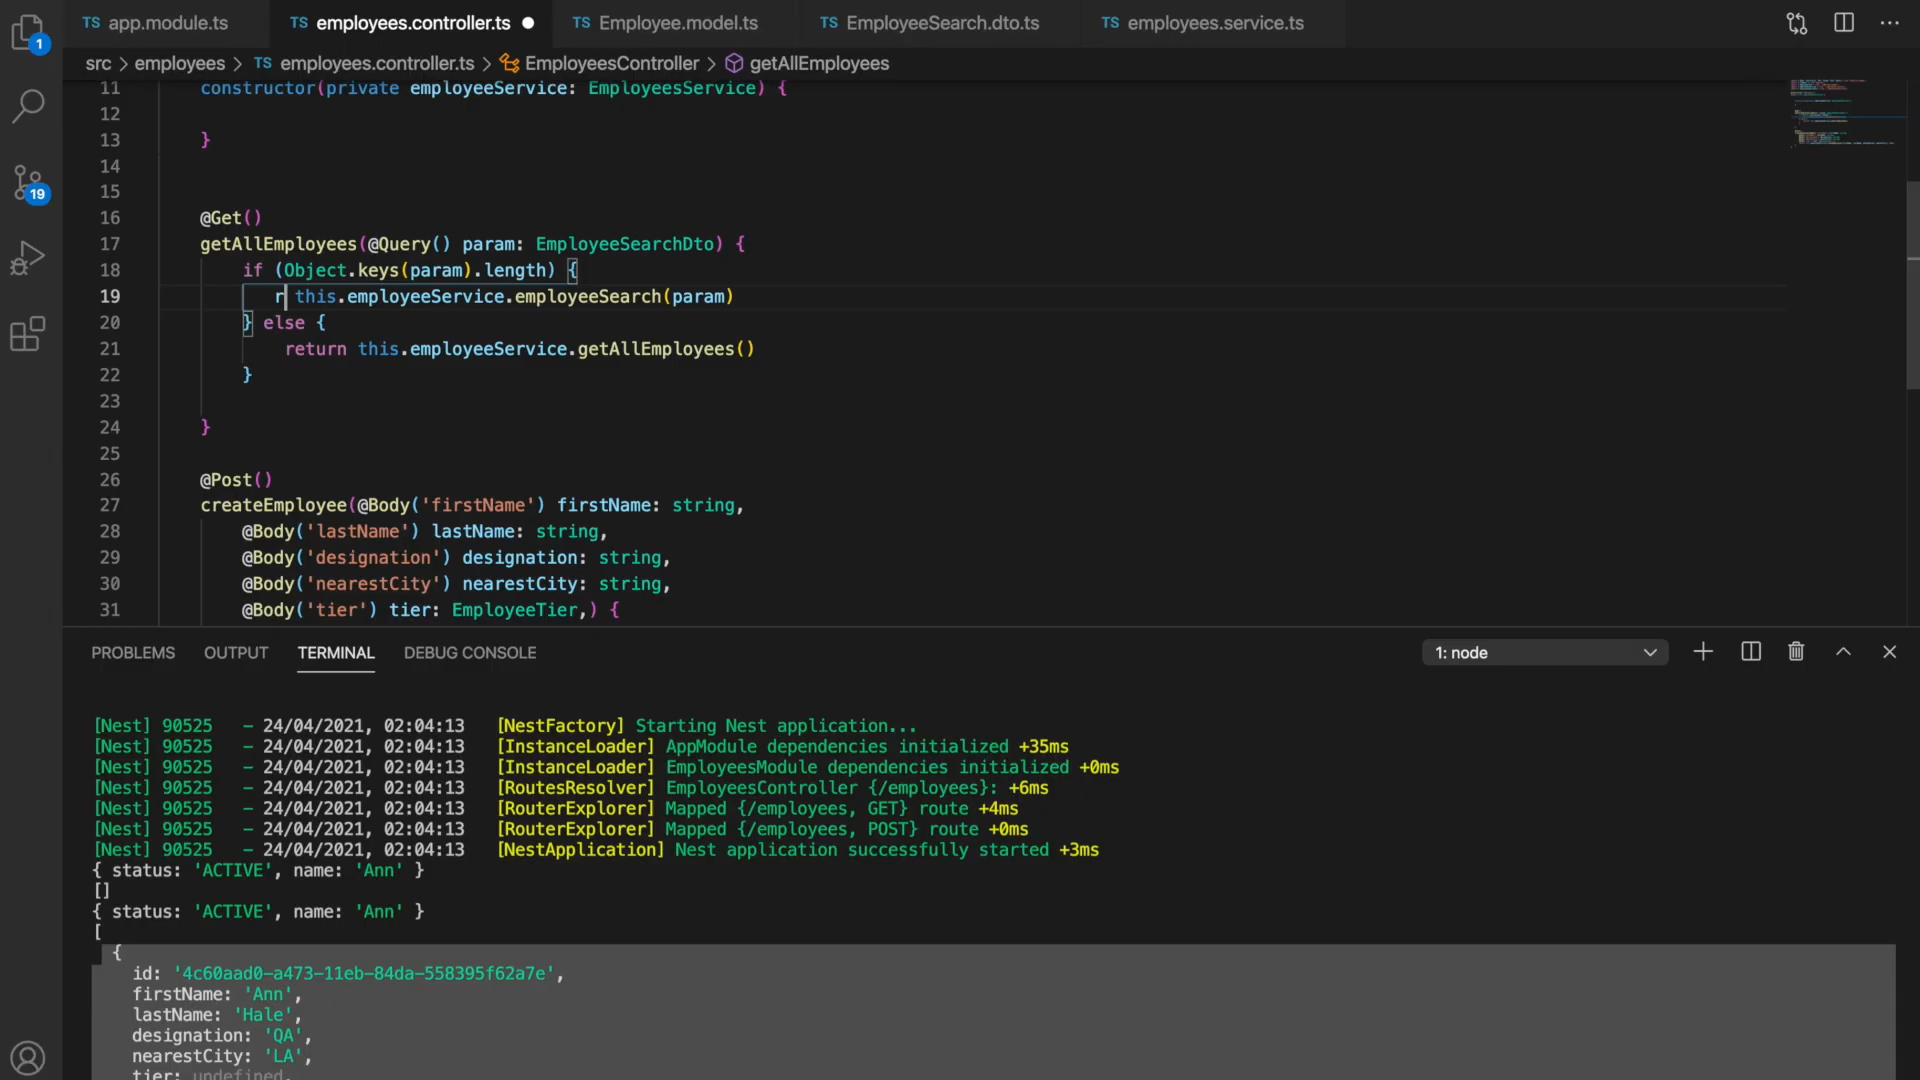 1
TS app.module.ts
TS employees.controller.ts
TS Employee.model.ts
TS EmployeeSearch.dto.ts
TS employees.service.ts
src > employees > TS employees.controller.ts > EmployeesController > getAllEmployees
19
11 constructor(private employeeService: EmployeesService) {
12
13 }
14
15
16 @Get()
17 getAllEmployees(@Query() param: EmployeeSearchDto) {
18 if (Object.keys(param).length) {
19 r this.employeeService.employeeSearch(param)
20 } else {
21 return this.employeeService.getAllEmployees()
22 }
23
24 }
25
26 @Post()
27 createEmployee(@Body('firstName') firstName: string,
28 @Body('lastName') lastName: string,
29 @Body('designation') designation: string,
30 @Body('nearestCity') nearestCity: string,
31 @Body('tier') tier: EmployeeTier,) {
PROBLEMS OUTPUT TERMINAL DEBUG CONSOLE
1: node
[Nest] 90525 - 24/04/2021, 02:04:13 [NestFactory] Starting Nest application...
[Nest] 90525 - 24/04/2021, 02:04:13 [InstanceLoader] AppModule dependencies initialized +35ms
[Nest] 90525 - 24/04/2021, 02:04:13 [InstanceLoader] EmployeesModule dependencies initialized +0ms
[Nest] 90525 - 24/04/2021, 02:04:13 [RoutesResolver] EmployeesController {/employees}: +6ms
[Nest] 90525 - 24/04/2021, 02:04:13 [RouterExplorer] Mapped {/employees, GET} route +4ms
[Nest] 90525 - 24/04/2021, 02:04:13 [RouterExplorer] Mapped {/employees, POST} route +0ms
[Nest] 90525 - 24/04/2021, 02:04:13 [NestApplication] Nest application successfully started +3ms
{ status: 'ACTIVE', name: 'Ann' }
[]
{ status: 'ACTIVE', name: 'Ann' }
[
{
id: '4c60aad0-a473-11eb-84da-558395f62a7e',
firstName: 'Ann',
lastName: 'Hale',
designation: 'QA',
nearestCity: 'LA',
tier: undefined,